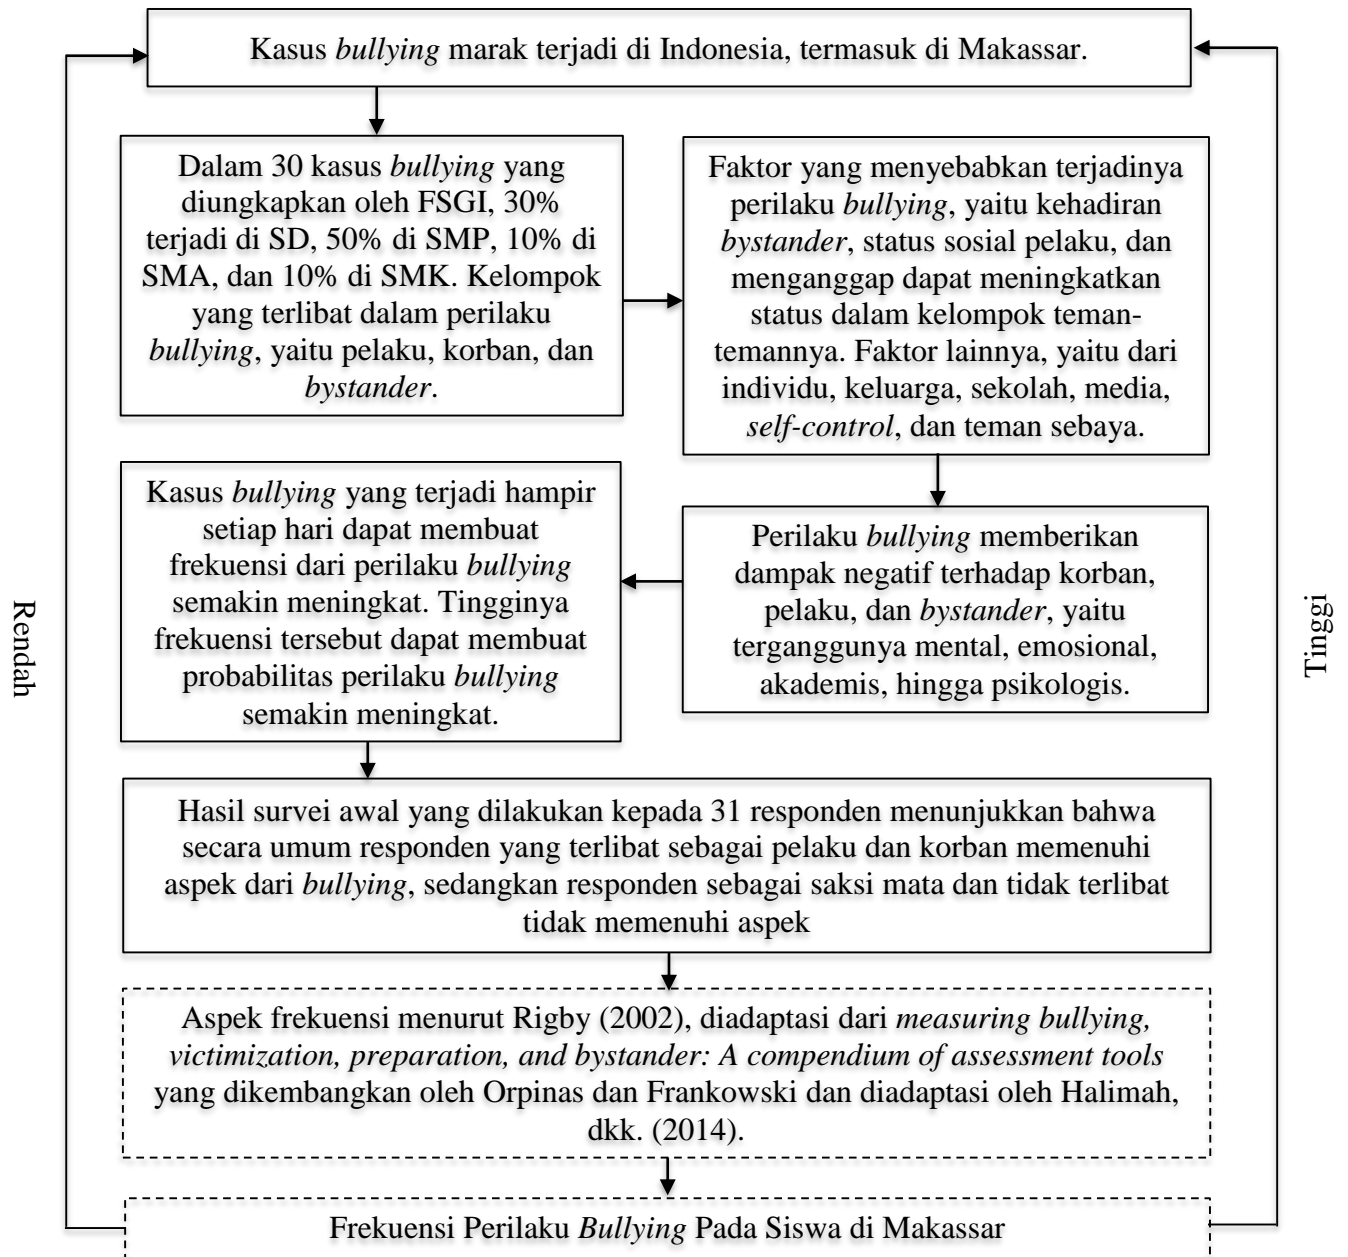 Kasus bullying marak terjadi di Indonesia, termasuk di Makassar.
Dalam 30 kasus bullying yang
diungkapkan oleh FSGI, 30%
terjadi di SD, 50% di SMP, 10% di
SMA, dan 10% di SMK. Kelompok
yang terlibat dalam perilaku
bullying, yaitu pelaku, korban, dan
bystander.
Faktor yang menyebabkan terjadinya
perilaku bullying, yaitu kehadiran
bystander, status sosial pelaku, dan
menganggap dapat meningkatkan
status dalam kelompok teman-
temannya. Faktor lainnya, yaitu dari
individu, keluarga, sekolah, media,
self-control, dan teman sebaya.
Perilaku bullying memberikan
dampak negatif terhadap korban,
pelaku, dan bystander, yaitu
terganggunya mental, emosional,
akademis, hingga psikologis.
Kasus bullying yang terjadi hampir
setiap hari dapat membuat
frekuensi dari perilaku bullying
semakin meningkat. Tingginya
frekuensi tersebut dapat membuat
probabilitas perilaku bullying
semakin meningkat.
Hasil survei awal yang dilakukan kepada 31 responden menunjukkan bahwa
secara umum responden yang terlibat sebagai pelaku dan korban memenuhi
aspek dari bullying, sedangkan responden sebagai saksi mata dan tidak terlibat
tidak memenuhi aspek
Aspek frekuensi menurut Rigby (2002), diadaptasi dari measuring bullying,
victimization, preparation, and bystander: A compendium of assessment tools
yang dikembangkan oleh Orpinas dan Frankowski dan diadaptasi oleh Halimah,
dkk. (2014).
Frekuensi Perilaku Bullying Pada Siswa di Makassar
Rendah
Tinggi